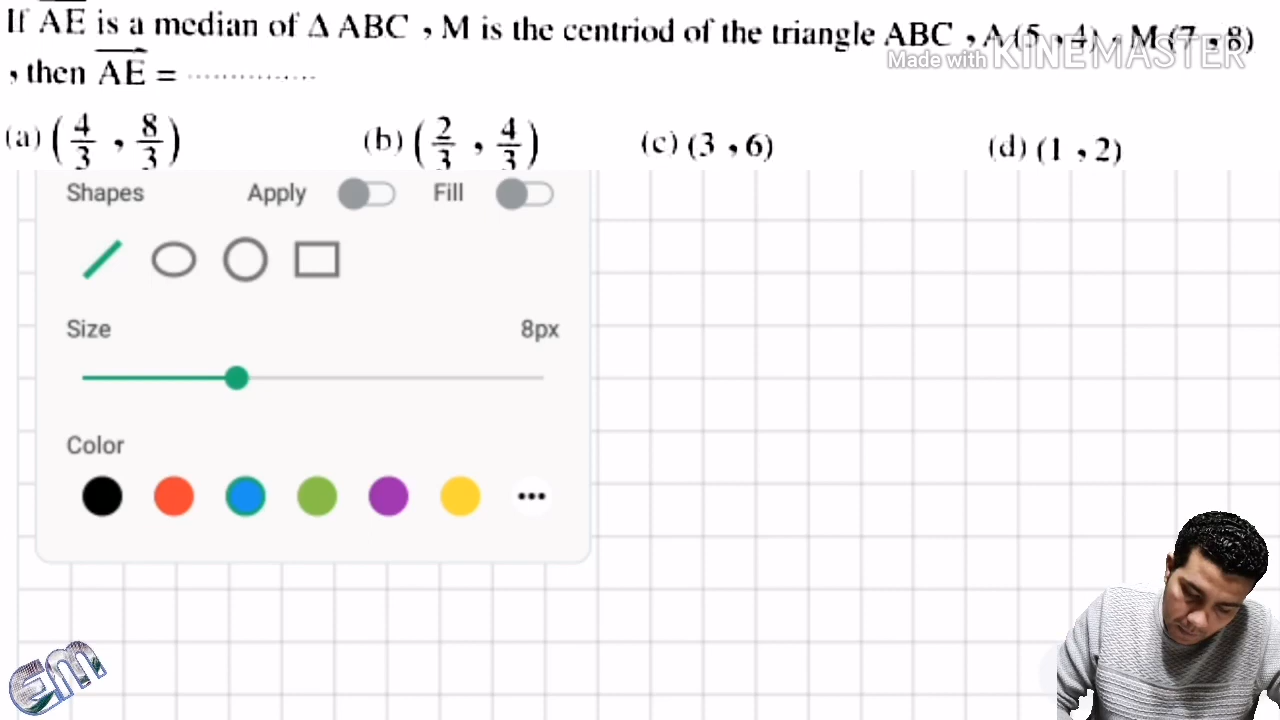 If AE is a median of Δ ABC , M is the centriod of the triangle ABC , A (5 , 4) , M (7 , 8)
Made with KINEMASTER
, then AE = ..............
(a) (4/3 , 8/3) (b) (2/3 , 4/3) (c) (3 , 6) (d) (1 , 2)
Shapes Apply Fill
Size 8px
Color
GM